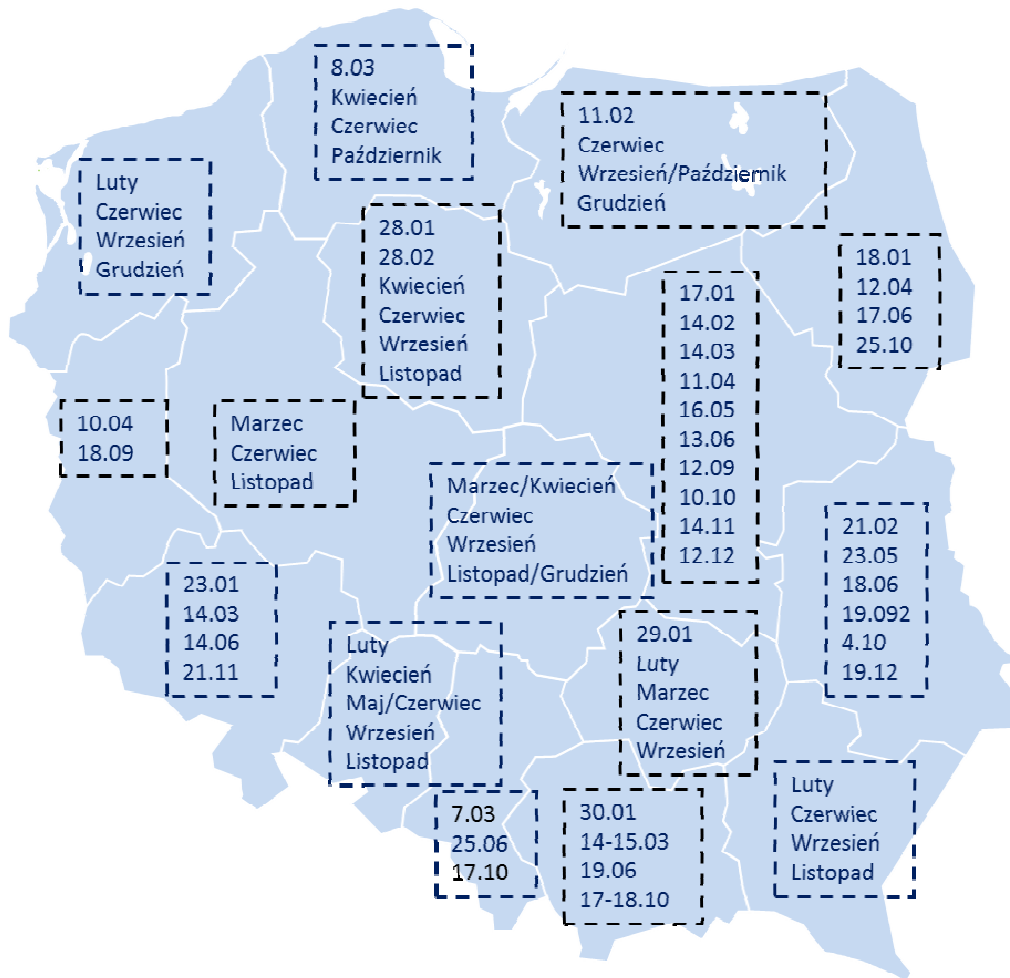 8.03
Kwiecień
Czerwiec
Październik
11.02
Czerwiec
Wrzesień/Październik
Grudzień
Luty
Czerwiec
Wrzesień
Grudzień
28.01
28.02
Kwiecień
Czerwiec
Wrzesień
Listopad
18.01
12.04
17.06
25.10
17.01
14.02
14.03
11.04
16.05
13.06
12.09
10.10
14.11
12.12
10.04
18.09
Marzec
Czerwiec
Listopad
Marzec/Kwiecień
Czerwiec
Wrzesień
Listopad/Grudzień
21.02
23.05
18.06
19.092
4.10
19.12
23.01
14.03
14.06
21.11
Luty
Kwiecień
Maj/Czerwiec
Wrzesień
Listopad
29.01
Luty
Marzec
Czerwiec
Wrzesień
7.03
25.06
17.10
30.01
14-15.03
19.06
17-18.10
Luty
Czerwiec
Wrzesień
Listopad